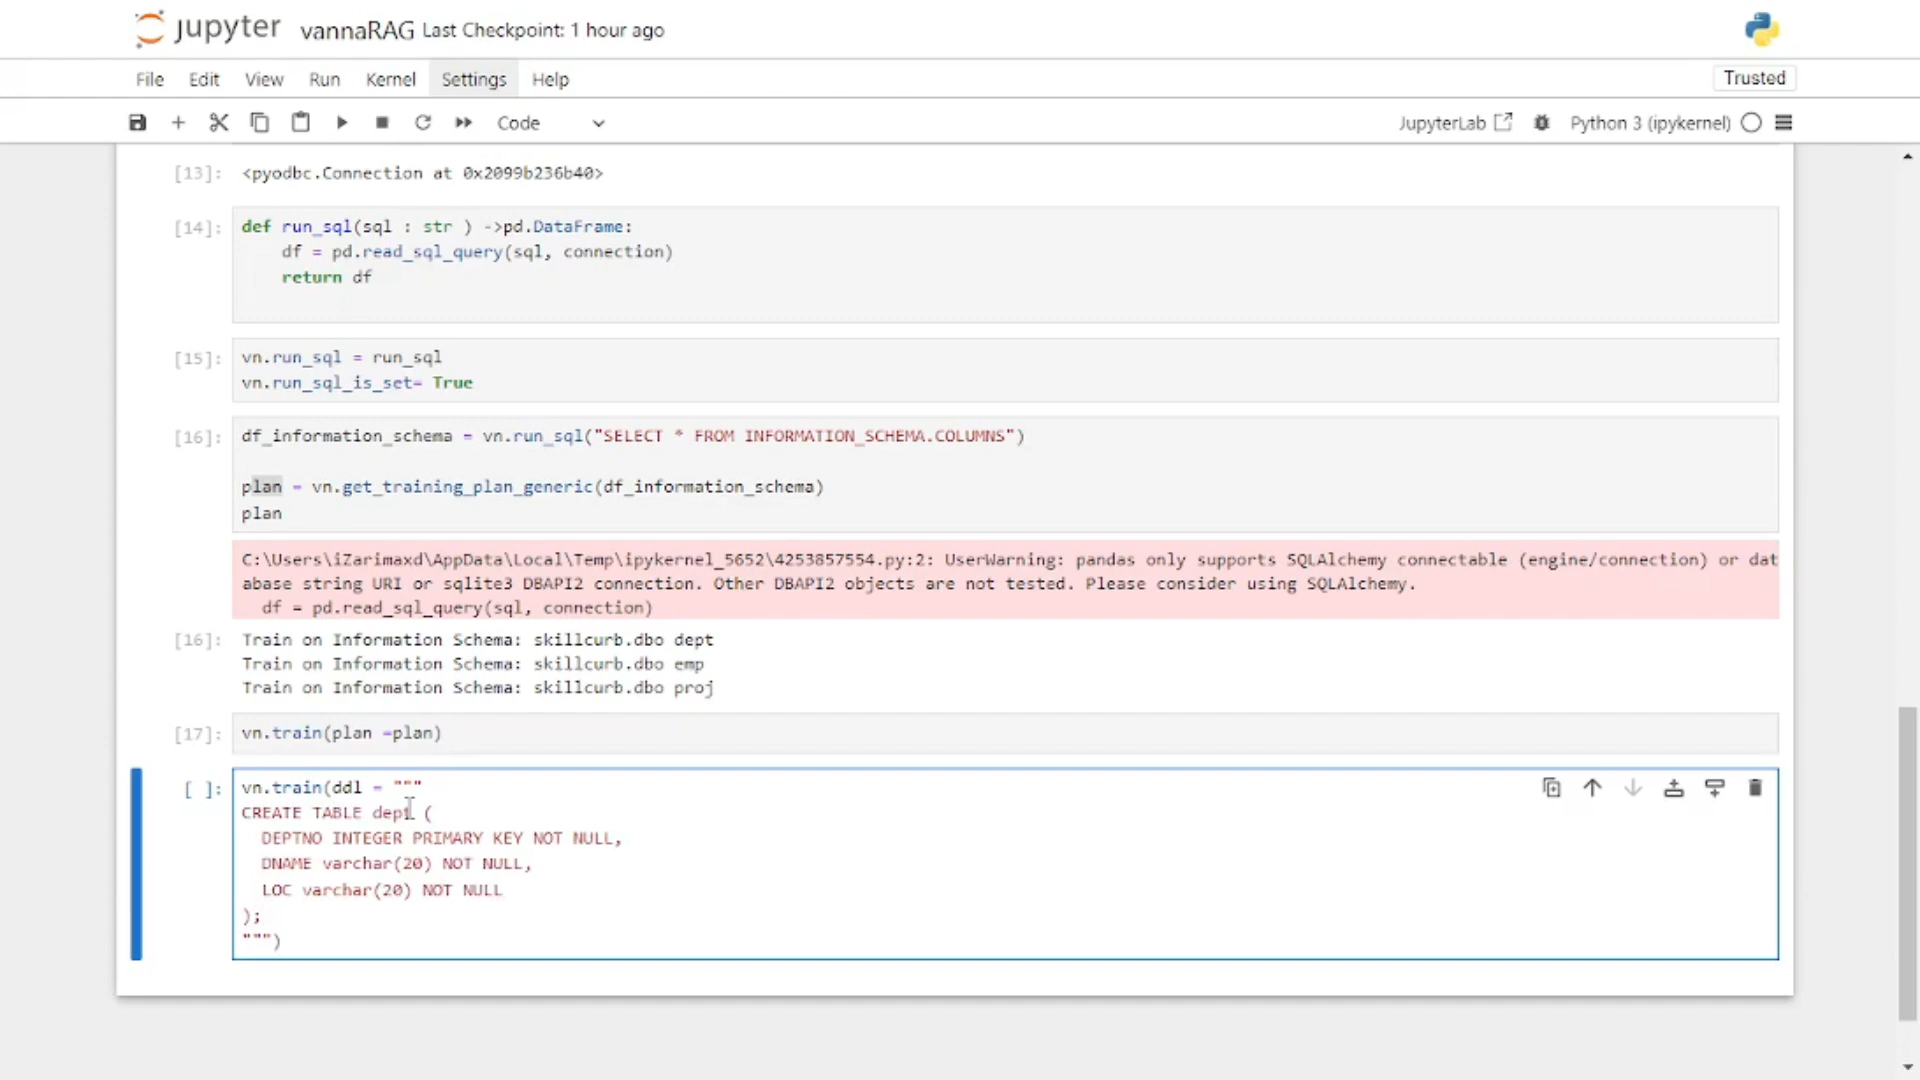 jupyter vannaRAG Last Checkpoint: 1 hour ago
File Edit View Run Kernel Settings Help Trusted
Code JupyterLab Python 3 (ipykernel)
[13]: <pyodbc.Connection at 0x2099b236b40>
[14]: def run_sql(sql : str ) ->pd.DataFrame:
df = pd.read_sql_query(sql, connection)
return df
[15]: vn.run_sql = run_sql
vn.run_sql_is_set= True
[16]: df_information_schema = vn.run_sql("SELECT * FROM INFORMATION_SCHEMA.COLUMNS")
plan = vn.get_training_plan_generic(df_information_schema)
plan
C:\Users\iZarimaxd\AppData\Local\Temp\ipykernel_5652\4253857554.py:2: UserWarning: pandas only supports SQLAlchemy connectable (engine/connection) or dat
abase string URI or sqlite3 DBAPI2 connection. Other DBAPI2 objects are not tested. Please consider using SQLAlchemy.
df = pd.read_sql_query(sql, connection)
[16]: Train on Information Schema: skillcurb.dbo dept
Train on Information Schema: skillcurb.dbo emp
Train on Information Schema: skillcurb.dbo proj
[17]: vn.train(plan =plan)
[ ]: vn.train(ddl = """
CREATE TABLE dept (
DEPTNO INTEGER PRIMARY KEY NOT NULL,
DNAME varchar(20) NOT NULL,
LOC varchar(20) NOT NULL
);
""")